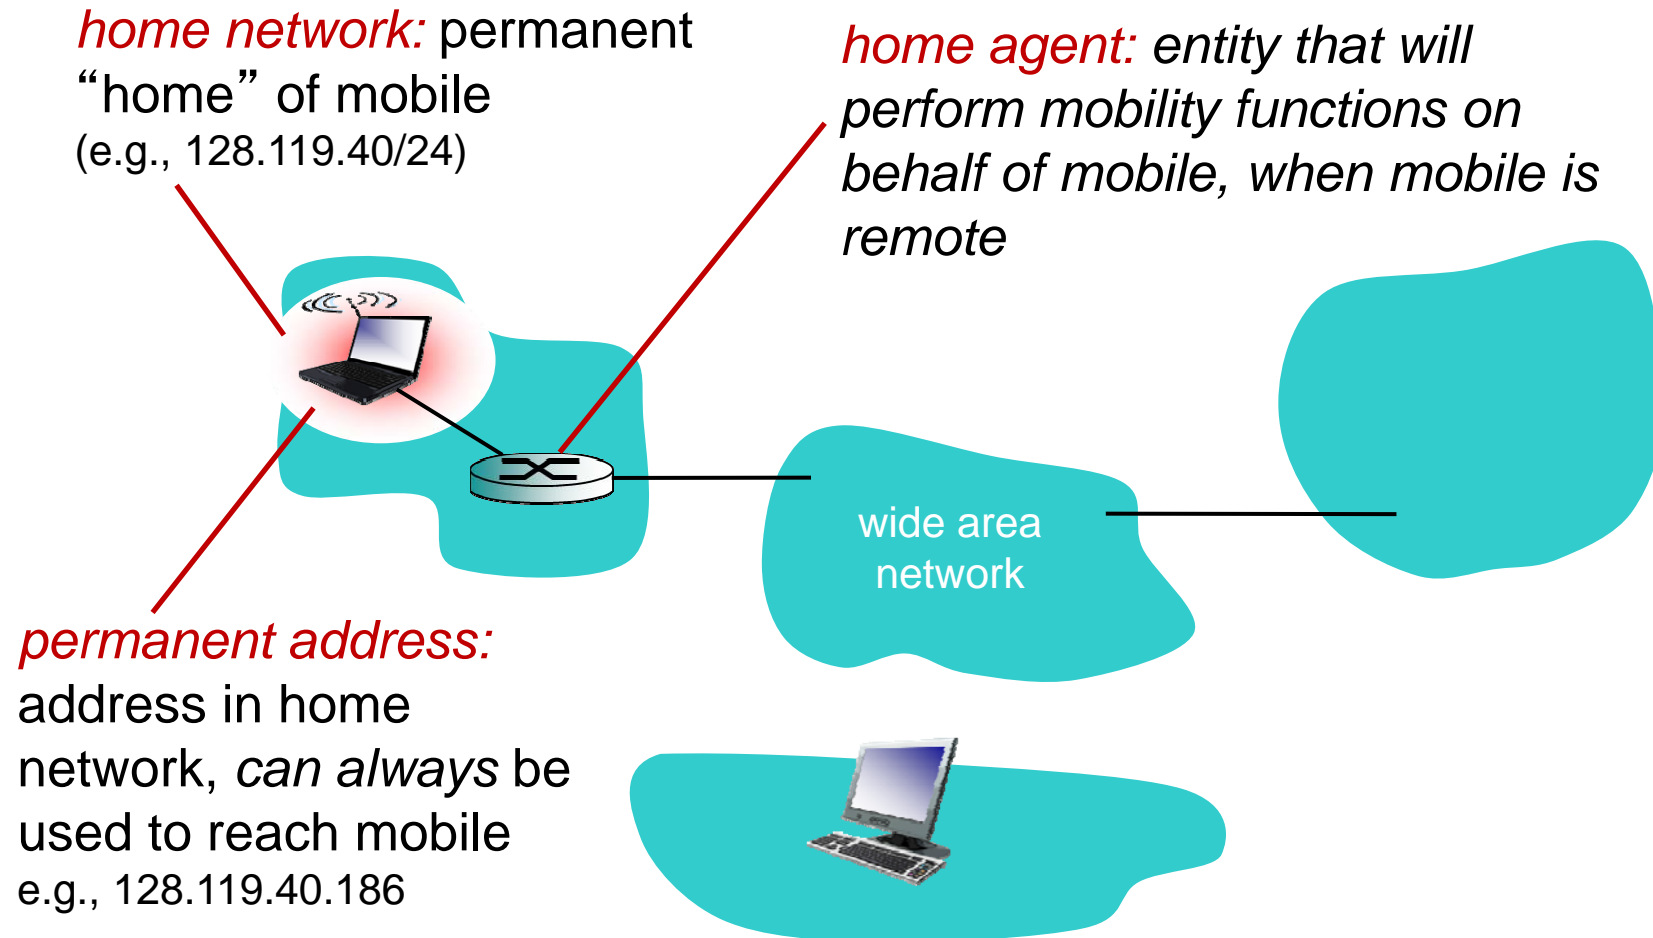 home network: permanent
“home” of mobile
(e.g., 128.119.40/24)
home agent: entity that will
perform mobility functions on
behalf of mobile, when mobile is
remote
wide area
network
permanent address:
address in home
network, can always be
used to reach mobile
e.g., 128.119.40.186